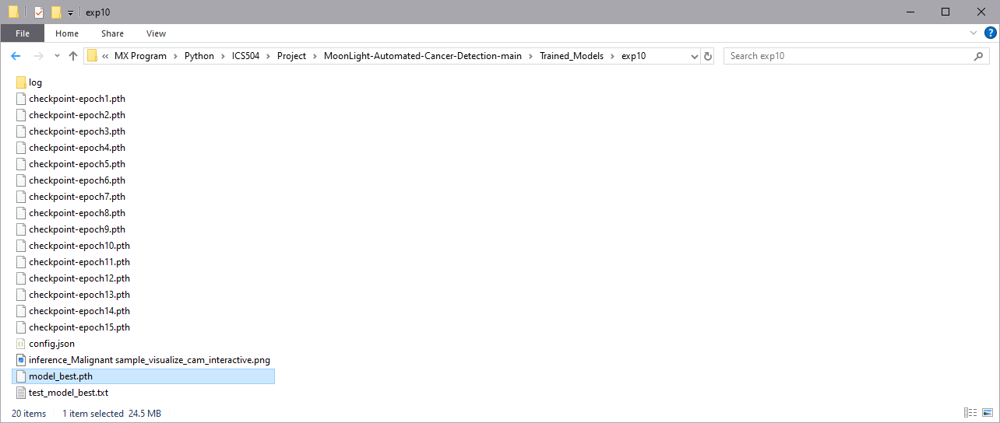 exp10
File Home Share View
« MX Program > Python > ICS504 > Project > MoonLight-Automated-Cancer-Detection-main > Trained_Models > exp10
Search exp10
log
checkpoint-epoch1.pth
checkpoint-epoch2.pth
checkpoint-epoch3.pth
checkpoint-epoch4.pth
checkpoint-epoch5.pth
checkpoint-epoch6.pth
checkpoint-epoch7.pth
checkpoint-epoch8.pth
checkpoint-epoch9.pth
checkpoint-epoch10.pth
checkpoint-epoch11.pth
checkpoint-epoch12.pth
checkpoint-epoch13.pth
checkpoint-epoch14.pth
checkpoint-epoch15.pth
config.json
inference_Malignant sample_visualize_cam_interactive.png
model_best.pth
test_model_best.txt
20 items 1 item selected 24.5 MB